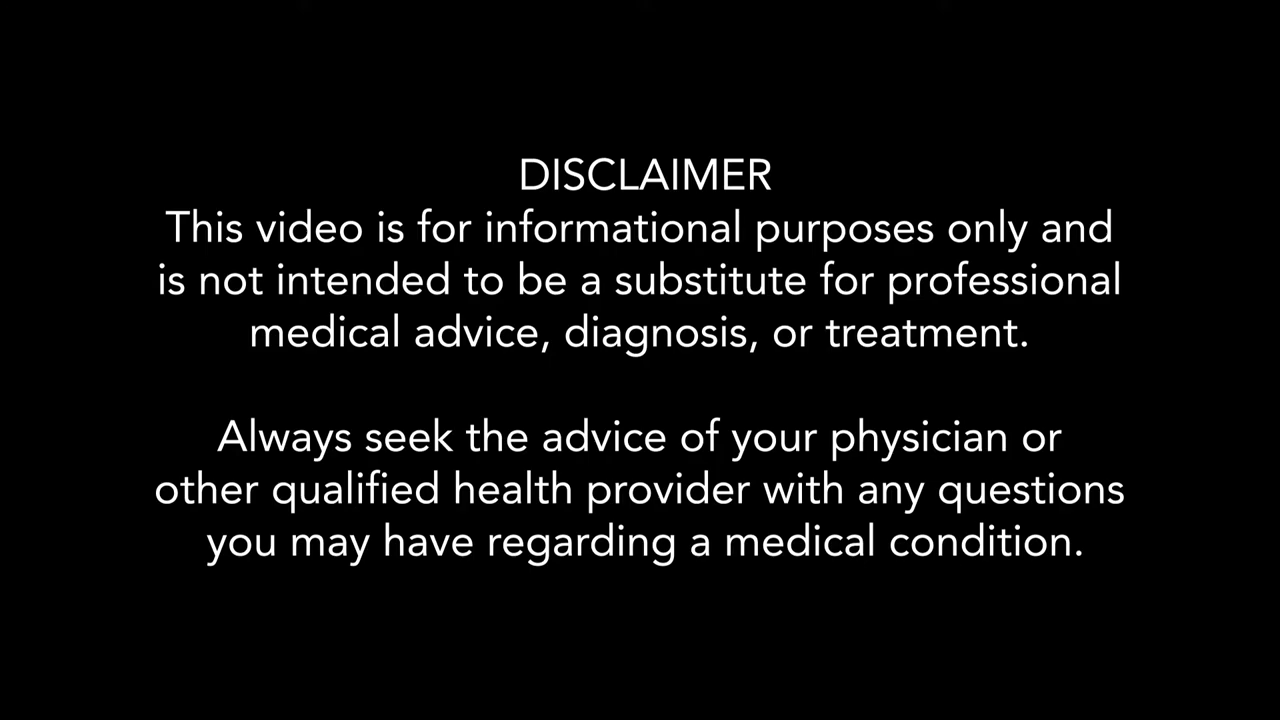 DISCLAIMER
This video is for informational purposes only and
is not intended to be a substitute for professional
medical advice, diagnosis, or treatment.
Always seek the advice of your physician or
other qualified health provider with any questions
you may have regarding a medical condition.